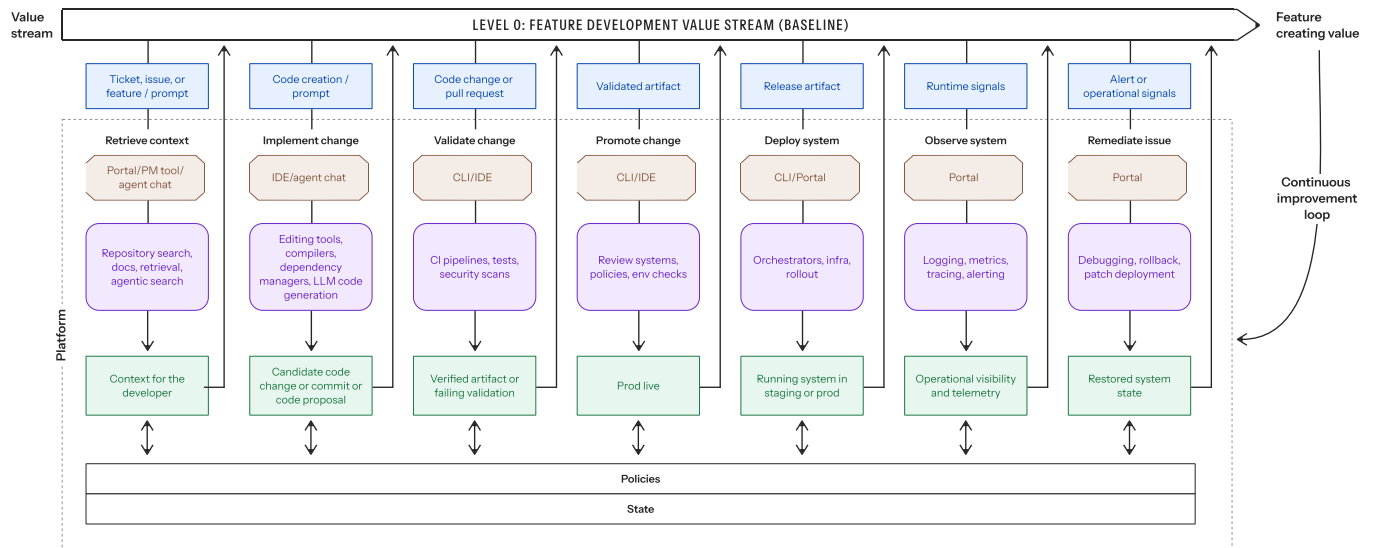 Value
stream
LEVEL 0: FEATURE DEVELOPMENT VALUE STREAM (BASELINE)
Feature
creating value
Ticket, issue, or
feature / prompt
Code creation /
prompt
Code change or
pull request
Validated artifact
Release artifact
Runtime signals
Alert or
operational signals
Retrieve context
Implement change
Validate change
Promote change
Deploy system
Observe system
Remediate issue
Portal/PM tool/
agent chat
IDE/agent chat
CLI/IDE
CLI/IDE
CLI/Portal
Portal
Portal
Continuous
improvement
loop
Repository search,
docs, retrieval,
agentic search
Editing tools,
compilers,
dependency
managers, LLM code
generation
CI pipelines, tests,
security scans
Review systems,
policies, env checks
Orchestrators, infra,
rollout
Logging, metrics,
tracing, alerting
Debugging, rollback,
patch deployment
Platform
Context for the
developer
Candidate code
change or commit or
code proposal
Verified artifact or
failing validation
Prod live
Running system in
staging or prod
Operational visibility
and telemetry
Restored system
state
Policies
State